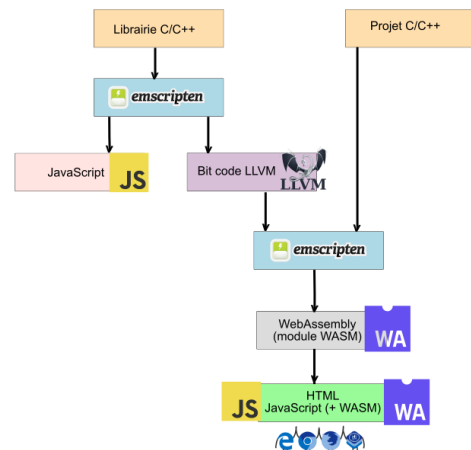 Librairie C/C++
Projet C/C++
emscripten
JavaScript
JS
Bit code LLVM
LLVM
emscripten
WebAssembly
(module WASM)
WA
JS
HTML
JavaScript (+ WASM)
WA